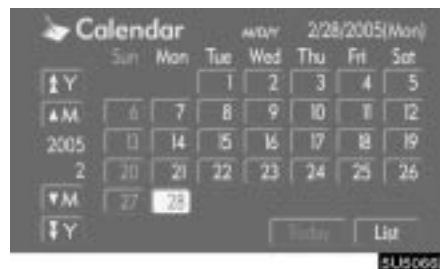 Calendar M/D/Y 2/28/2005(Mon)
Sun Mon Tue Wed Thu Fri Sat
Y 1 2 3 4 5
M 6 7 8 9 10 11 12
2005 13 14 15 16 17 18 19
2 20 21 22 23 24 25 26
M 27 28
Y Today List
SU5066